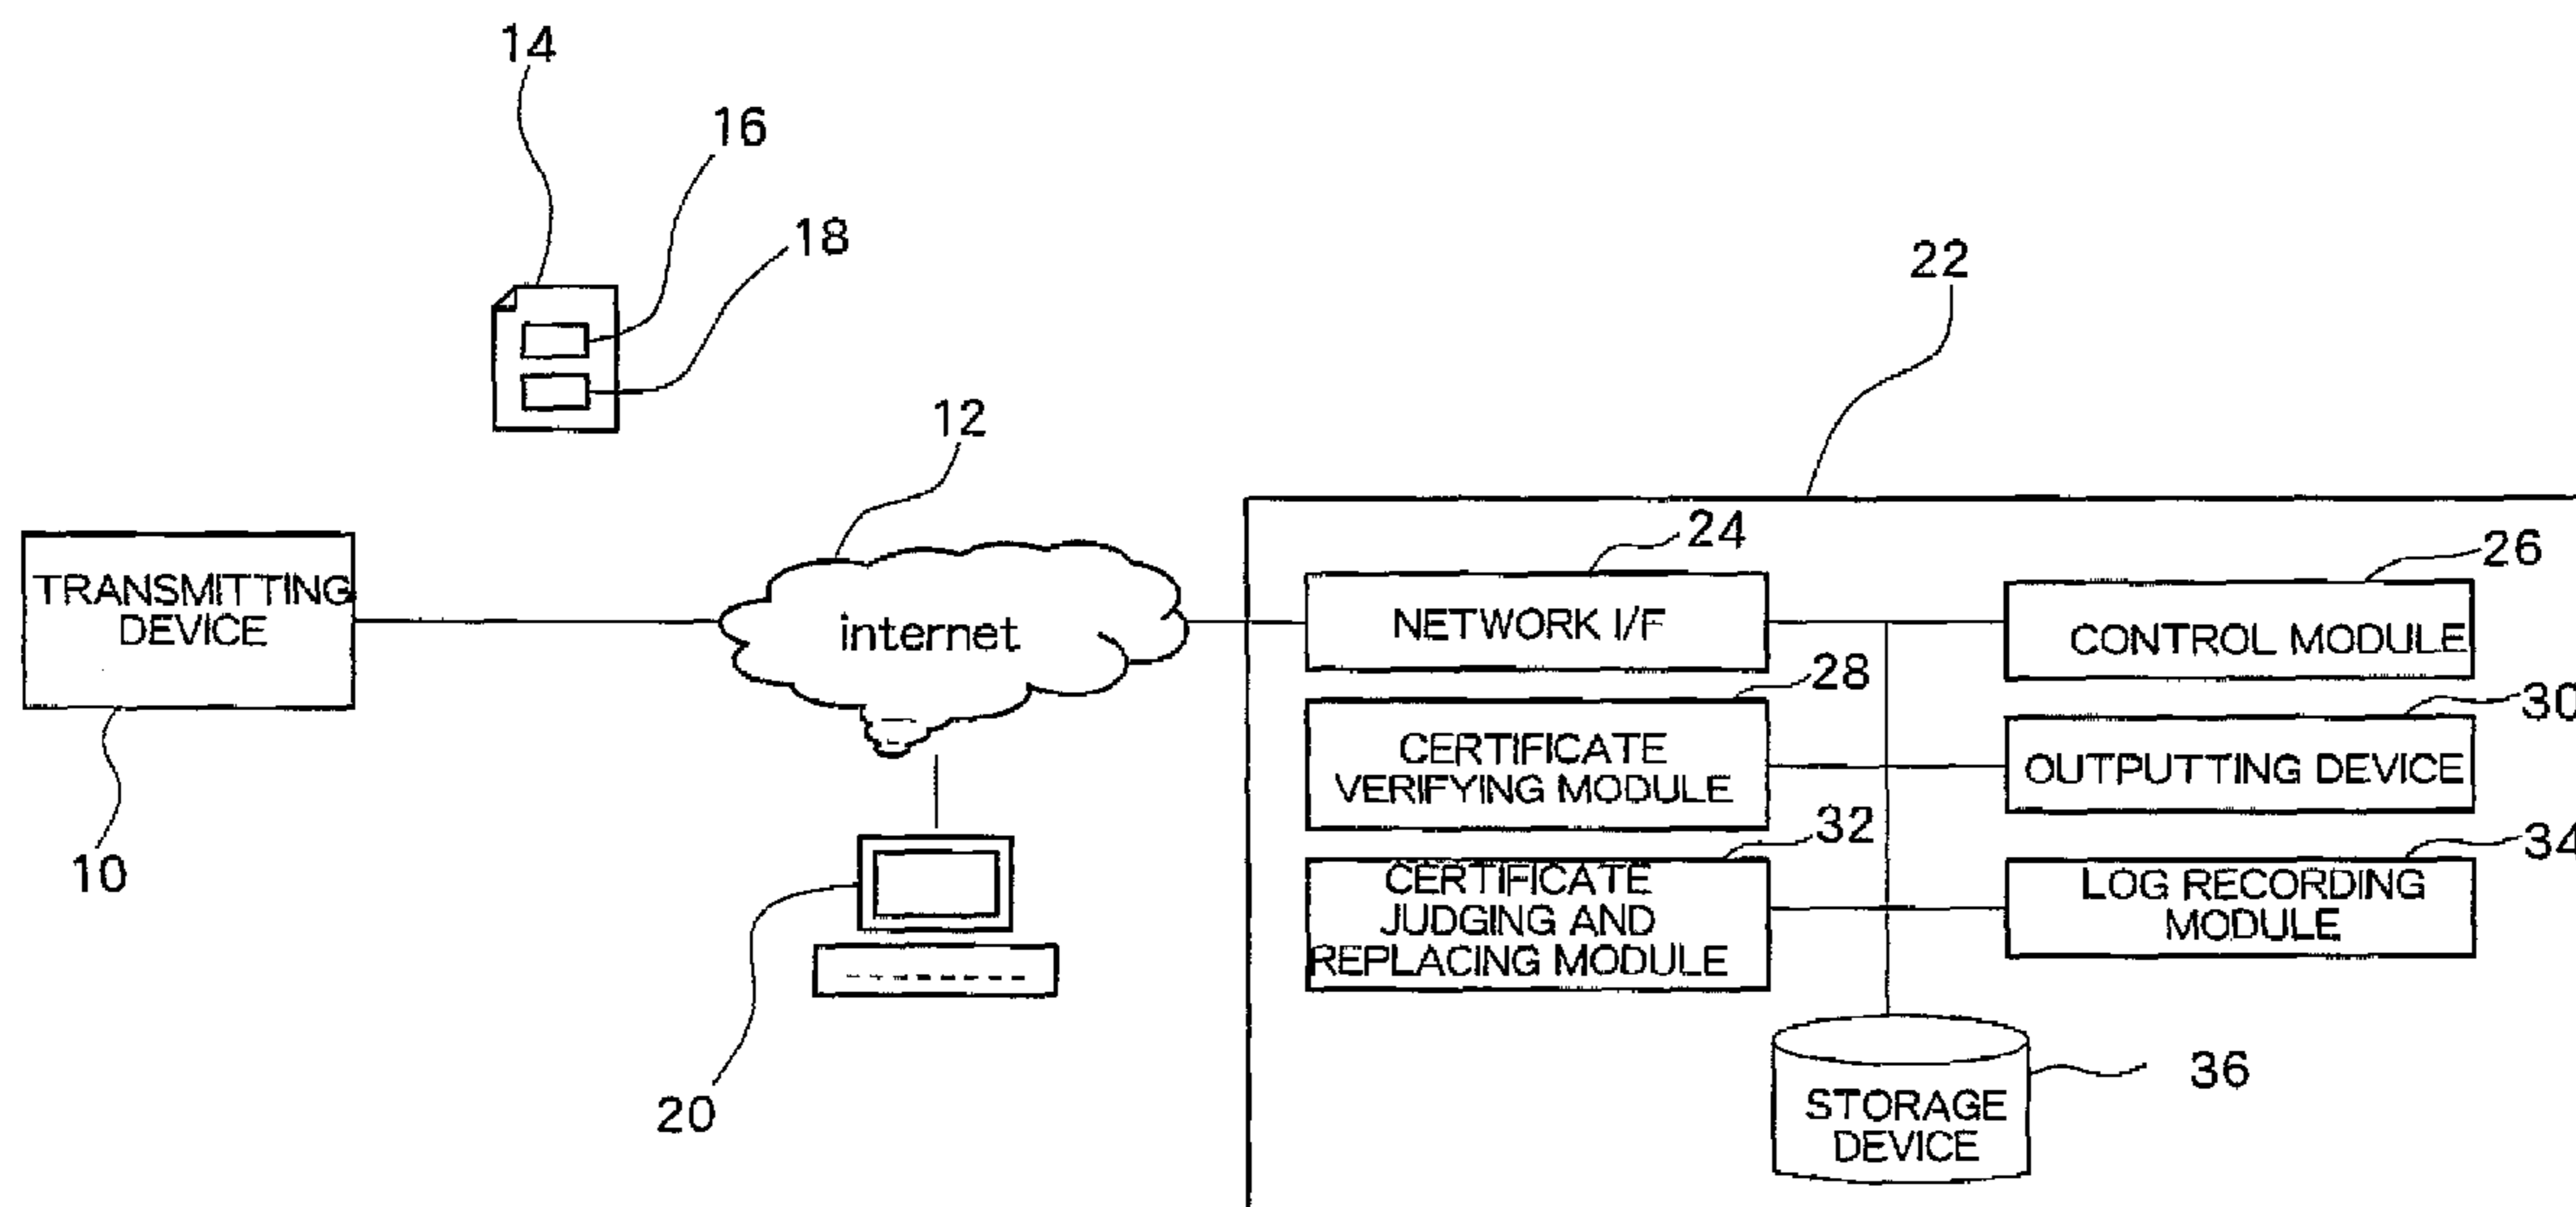 14
16
18
22
12
TRANSMITTING
DEVICE
10
internet
20
24
NETWORK I/F
26
CONTROL MODULE
28
CERTIFICATE
VERIFYING MODULE
30
OUTPUTTING DEVICE
32
CERTIFICATE
JUDGING AND
REPLACING MODULE
34
LOG RECORDING
MODULE
36
STORAGE
DEVICE